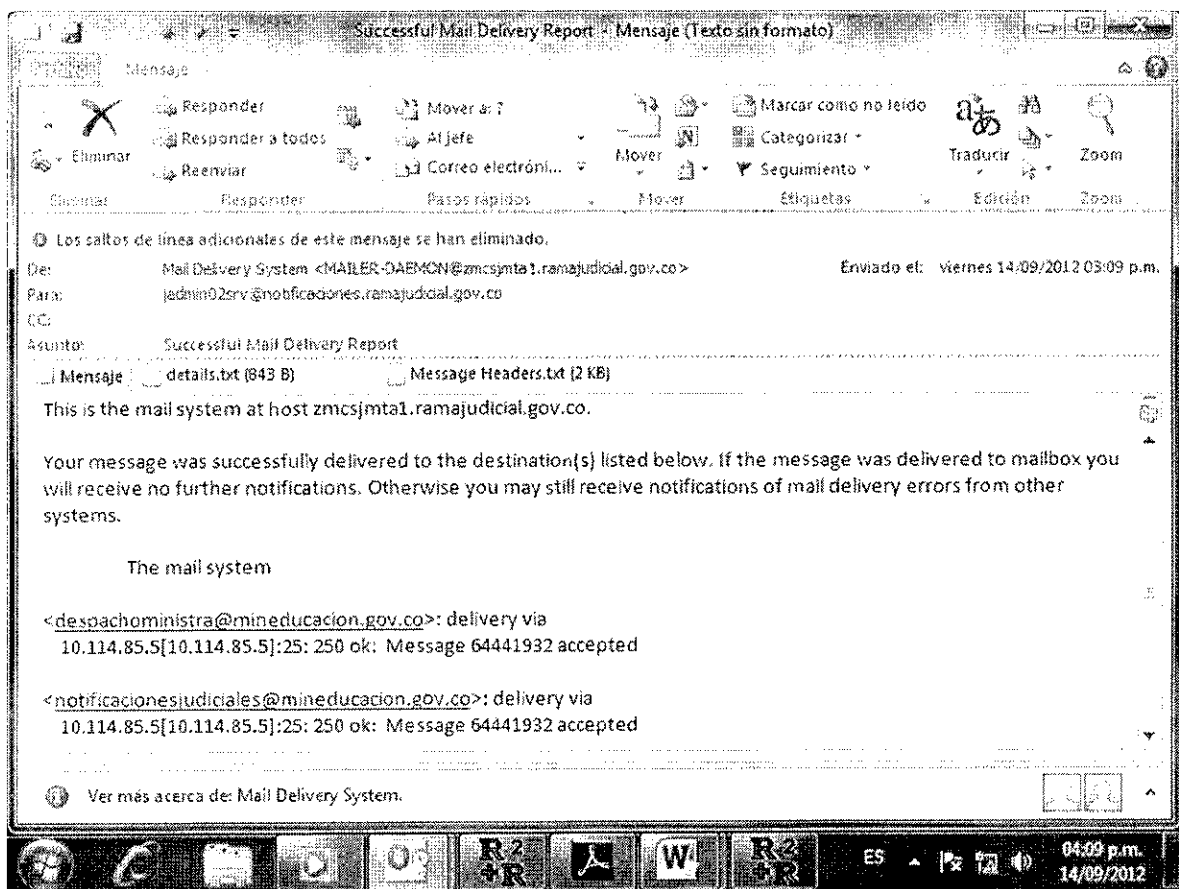 Successful Mail Delivery Report - Mensaje (Texto sin formato)
Mensaje
Eliminar
Responder
Responder a todos
Reenviar
Mover a: ?
Al jefe
Correo electróni...
Mover
Marcar como no leído
Categorizar
Seguimiento
Traducir
Zoom
Eliminar Responder Pasos rápidos Mover Etiquetas Edición Zoom
Los saltos de línea adicionales de este mensaje se han eliminado.
De: Mail Delivery System <MAILER-DAEMON@zmcsjmta1.ramajudicial.gov.co> Enviado el: viernes 14/09/2012 03:09 p.m.
Para: jadmin02srv@notificaciones.ramajudicial.gov.co
CC:
Asunto: Successful Mail Delivery Report
Mensaje details.txt (843 B) Message Headers.txt (2 KB)
This is the mail system at host zmcsjmta1.ramajudicial.gov.co.
Your message was successfully delivered to the destination(s) listed below. If the message was delivered to mailbox you
will receive no further notifications. Otherwise you may still receive notifications of mail delivery errors from other
systems.
The mail system
<despachoministra@mineducacion.gov.co>: delivery via
10.114.85.5[10.114.85.5]:25: 250 ok: Message 64441932 accepted
<notificacionesjudiciales@mineducacion.gov.co>: delivery via
10.114.85.5[10.114.85.5]:25: 250 ok: Message 64441932 accepted
Ver más acerca de: Mail Delivery System.
ES
04:09 p.m.
14/09/2012